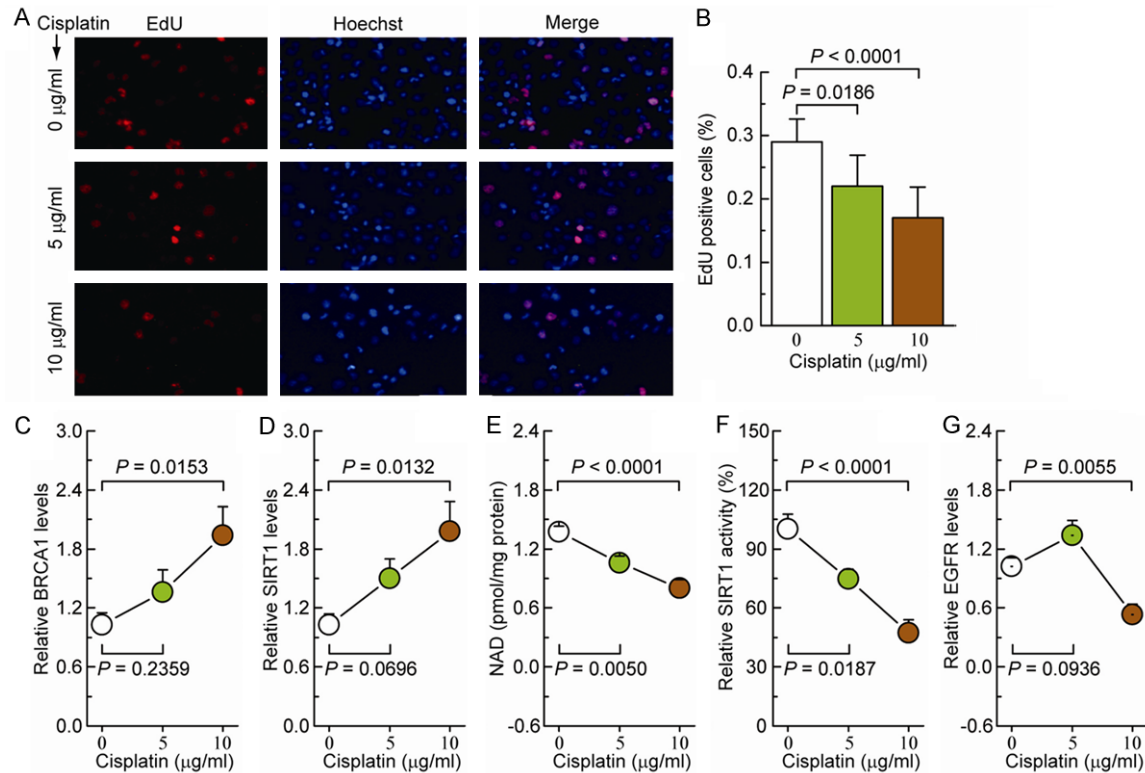 A
Cisplatin
EdU
Hoechst
Merge
0 μg/ml
5 μg/ml
10 μg/ml
B
P < 0.0001
P = 0.0186
0.4
0.3
0.2
0.1
0.0
EdU positive cells (%)
0 5 10
Cisplatin (μg/ml)
C
3.0
2.4
1.8
1.2
0.6
0.0
Relative BRCA1 levels
P = 0.0153
P = 0.2359
0 5 10
Cisplatin (μg/ml)
D
3.0
2.4
1.8
1.2
0.6
0.0
Relative SIRT1 levels
P = 0.0132
P = 0.0696
0 5 10
Cisplatin (μg/ml)
E
2.4
1.8
1.2
0.6
0.0
-0.6
NAD (pmol/mg protein)
P < 0.0001
P = 0.0050
0 5 10
Cisplatin (μg/ml)
F
150
120
90
60
30
0
Relative SIRT1 activity (%)
P < 0.0001
P = 0.0187
0 5 10
Cisplatin (μg/ml)
G
2.4
1.8
1.2
0.6
0.0
-0.6
Relative EGFR levels
P = 0.0055
P = 0.0936
0 5 10
Cisplatin (μg/ml)